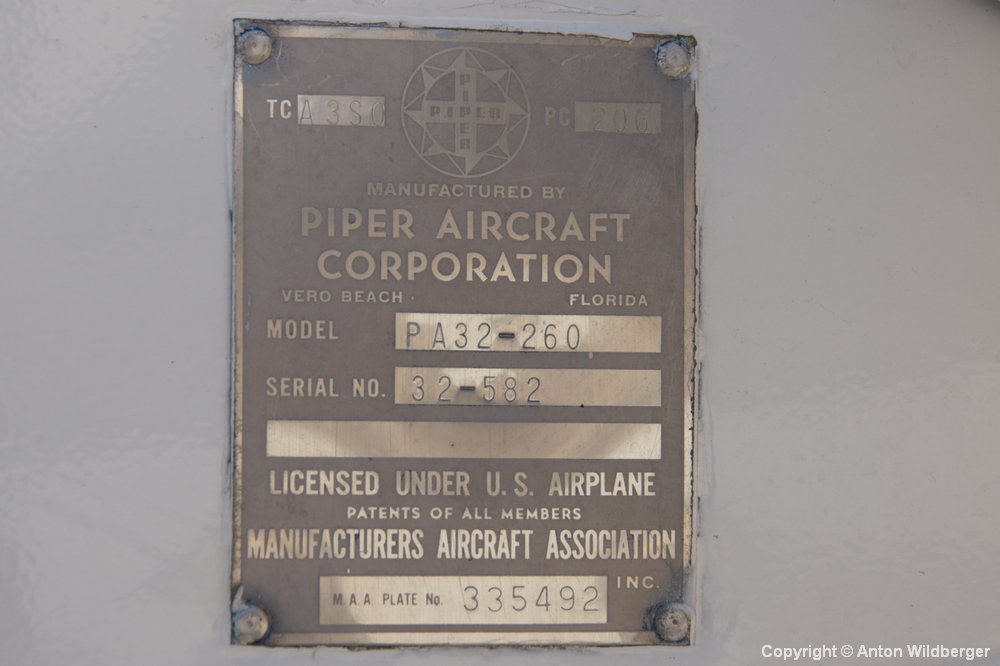 TC A3SO PC 206
PIPER
PIPER
MANUFACTURED BY
PIPER AIRCRAFT
CORPORATION
VERO BEACH · FLORIDA
MODEL PA32-260
SERIAL NO. 32-582
LICENSED UNDER U.S. AIRPLANE
PATENTS OF ALL MEMBERS
MANUFACTURERS AIRCRAFT ASSOCIATION
INC.
M.A.A. PLATE No. 335492
Copyright © Anton Wildberger